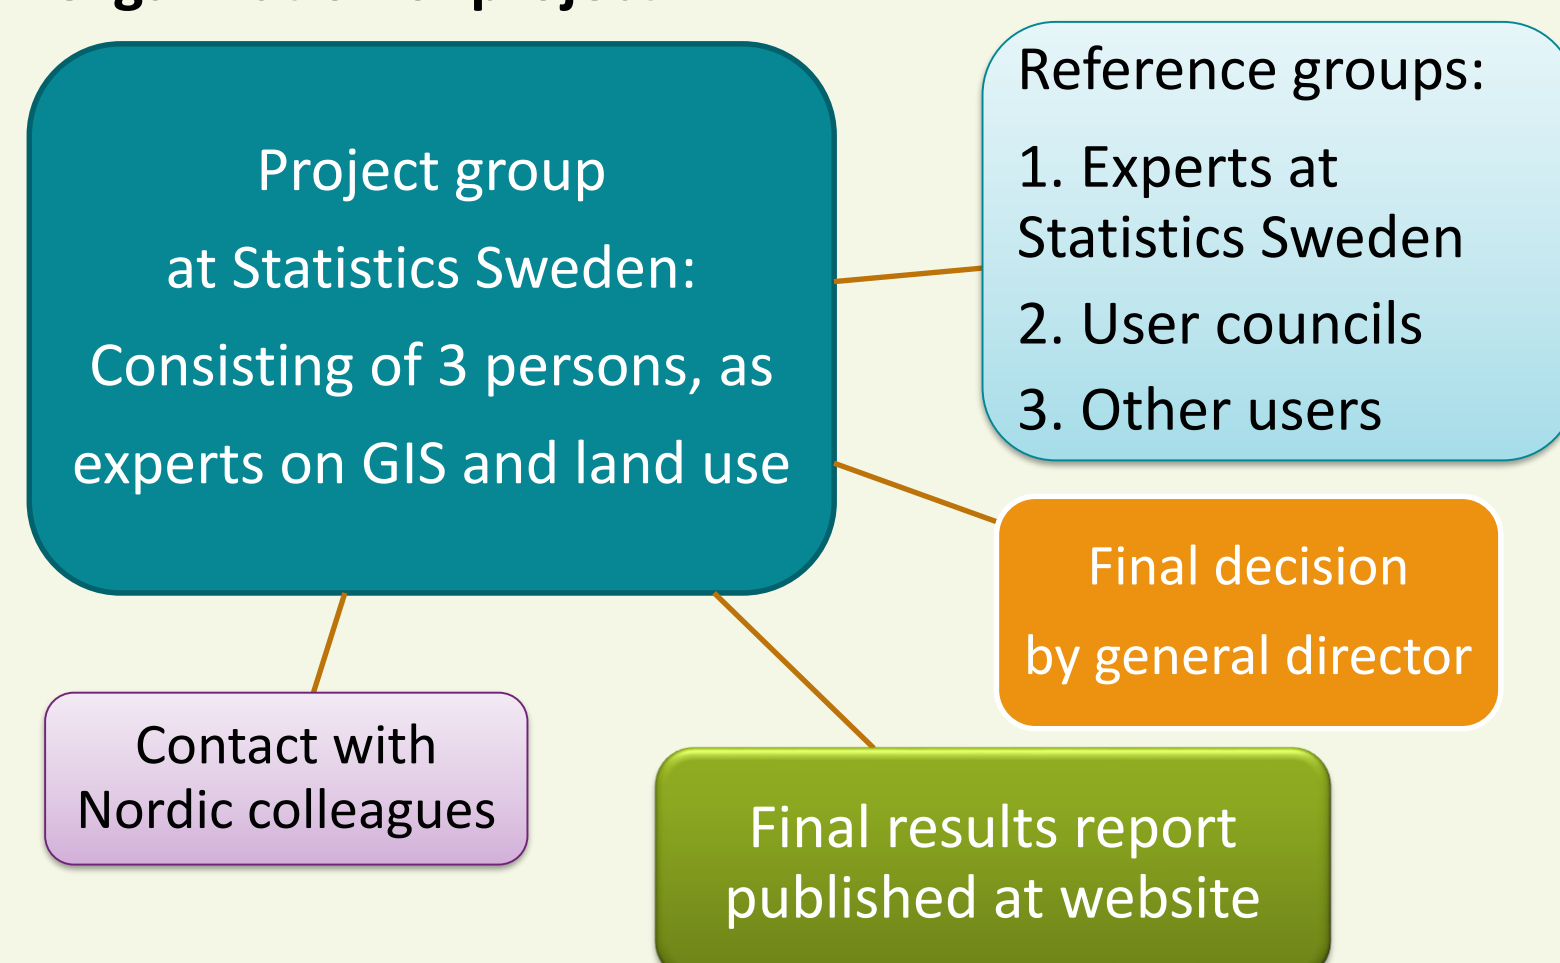 Project group
at Statistics Sweden:
Consisting of 3 persons, as
experts on GIS and land use
Reference groups:
1. Experts at
Statistics Sweden
2. User councils
3. Other users
Final decision
by general director
Contact with
Nordic colleagues
Final results report
published at website